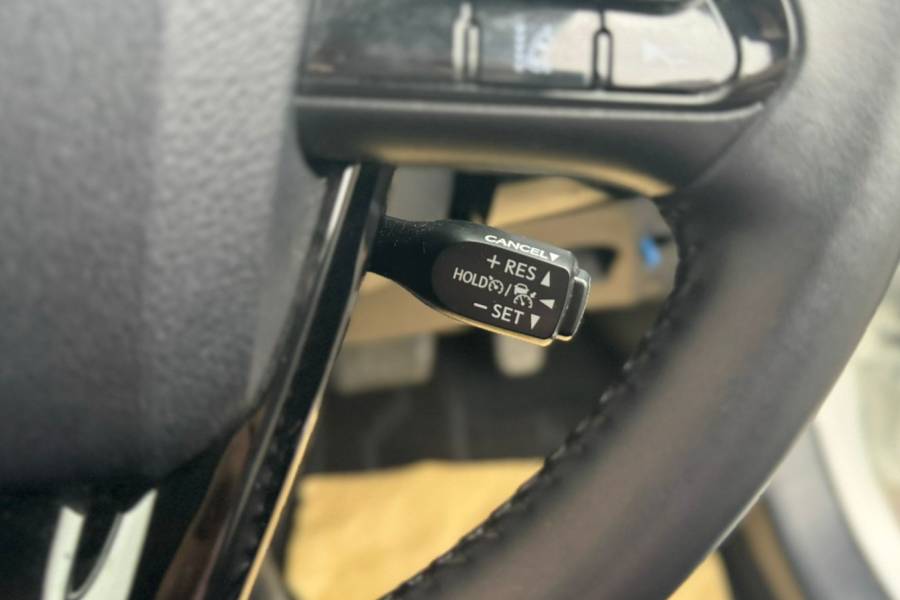 CANCEL▼
+ RES ▲
HOLD / ◀
− SET ▼